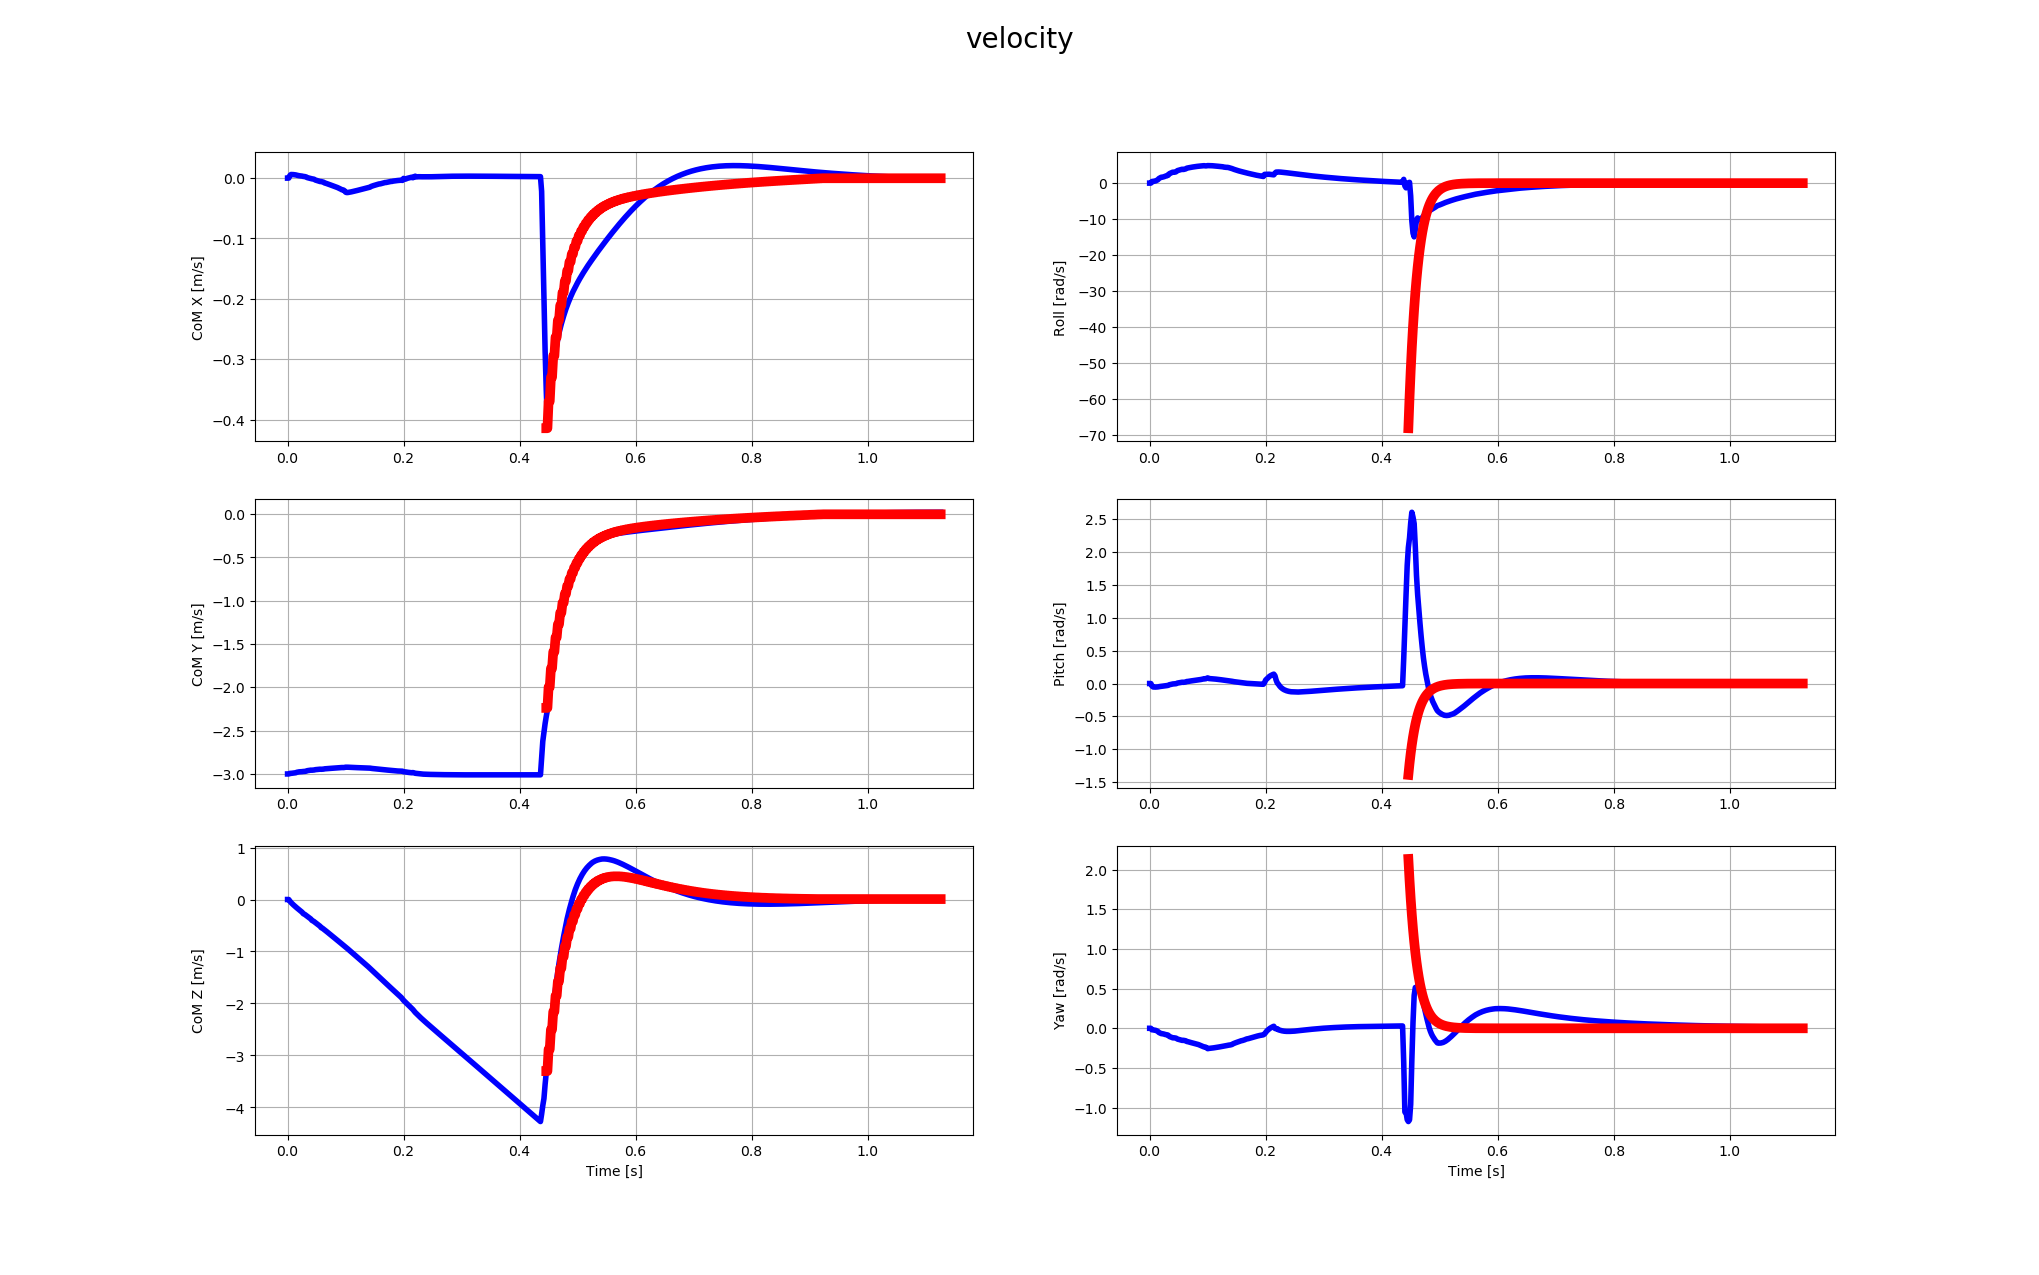 velocity
CoM X [m/s]
0.0
−0.1
−0.2
−0.3
−0.4
0.0 0.2 0.4 0.6 0.8 1.0
Roll [rad/s]
0
−10
−20
−30
−40
−50
−60
−70
0.0 0.2 0.4 0.6 0.8 1.0
CoM Y [m/s]
0.0
−0.5
−1.0
−1.5
−2.0
−2.5
−3.0
0.0 0.2 0.4 0.6 0.8 1.0
Pitch [rad/s]
2.5
2.0
1.5
1.0
0.5
0.0
−0.5
−1.0
−1.5
0.0 0.2 0.4 0.6 0.8 1.0
CoM Z [m/s]
1
0
−1
−2
−3
−4
0.0 0.2 0.4 0.6 0.8 1.0
Time [s]
Yaw [rad/s]
2.0
1.5
1.0
0.5
0.0
−0.5
−1.0
0.0 0.2 0.4 0.6 0.8 1.0
Time [s]